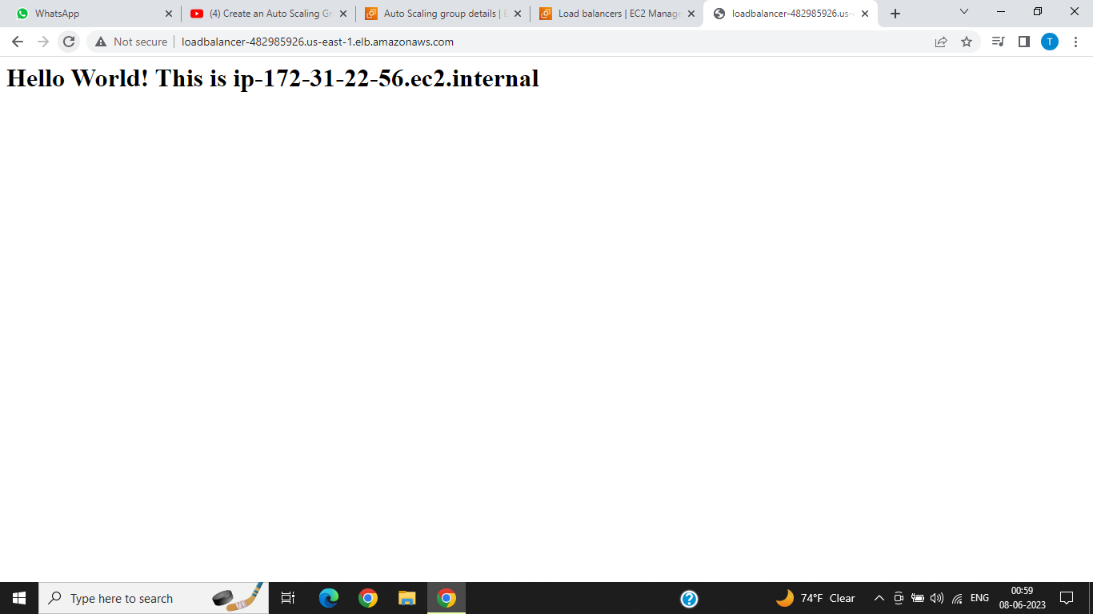 WhatsApp
(4) Create an Auto Scaling Gr
Auto Scaling group details | E
Load balancers | EC2 Manage
loadbalancer-482985926.us-e
Not secure
loadbalancer-482985926.us-east-1.elb.amazonaws.com
T
Hello World! This is ip-172-31-22-56.ec2.internal
Type here to search
74°F Clear
ENG
00:59
08-06-2023